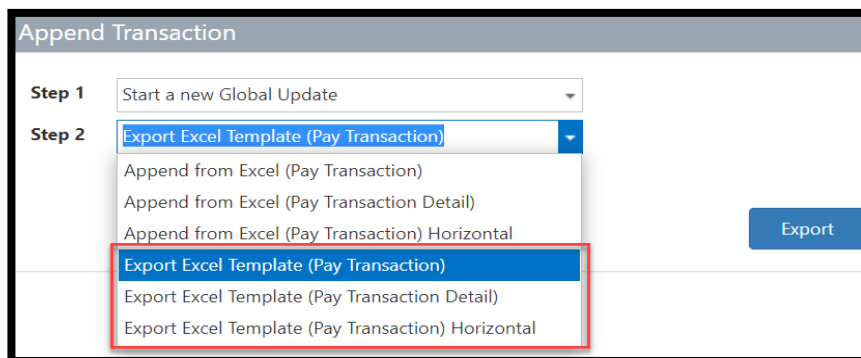 Append Transaction
Step 1 Start a new Global Update
Step 2 Export Excel Template (Pay Transaction)
Append from Excel (Pay Transaction)
Append from Excel (Pay Transaction Detail)
Append from Excel (Pay Transaction) Horizontal
Export
Export Excel Template (Pay Transaction)
Export Excel Template (Pay Transaction Detail)
Export Excel Template (Pay Transaction) Horizontal